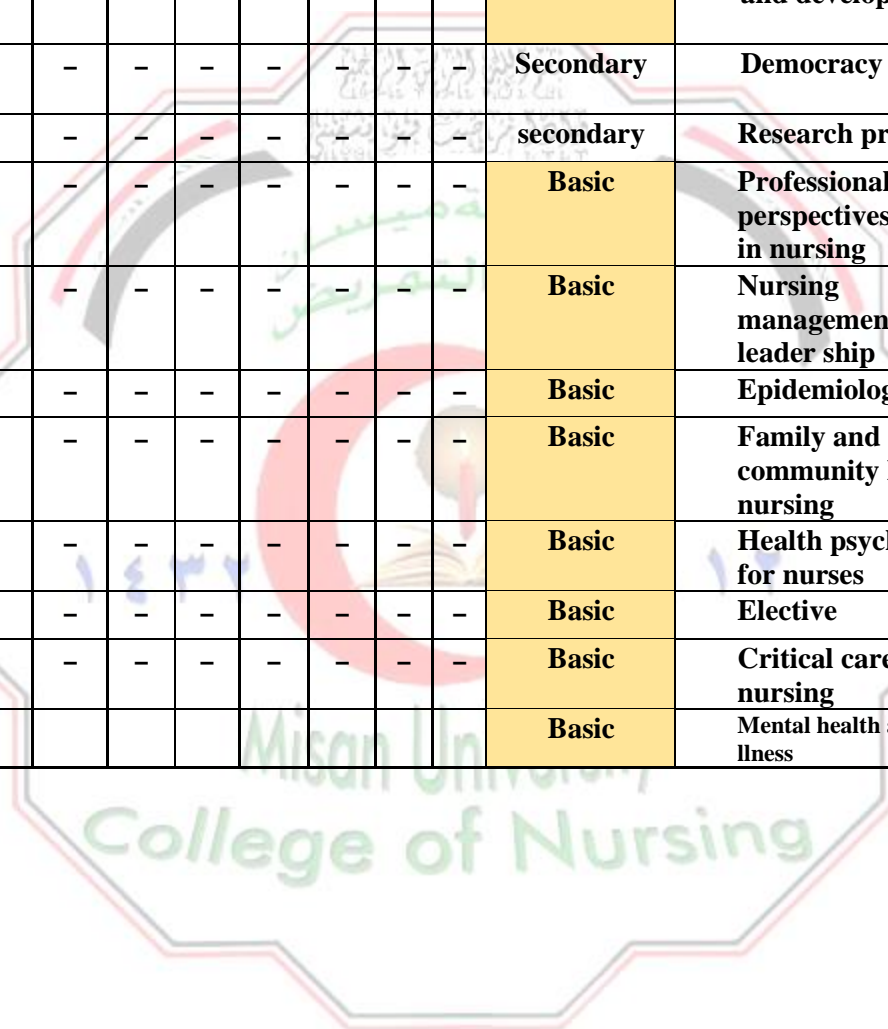 and develop
– – – – – – – Secondary Democracy
– – – – – – – secondary Research pr
– – – – – – – Basic Professional
perspectives
in nursing
– – – – – – – Basic Nursing
managemen
leader ship
– – – – – – – Basic Epidemiolog
– – – – – – – Basic Family and
community
nursing
– – – – – – – Basic Health psych
for nurses
– – – – – – – Basic Elective
– – – – – – – Basic Critical care
nursing
Basic Mental health
llness
التمريض
١٤٣٢
Misan University
College of Nursing